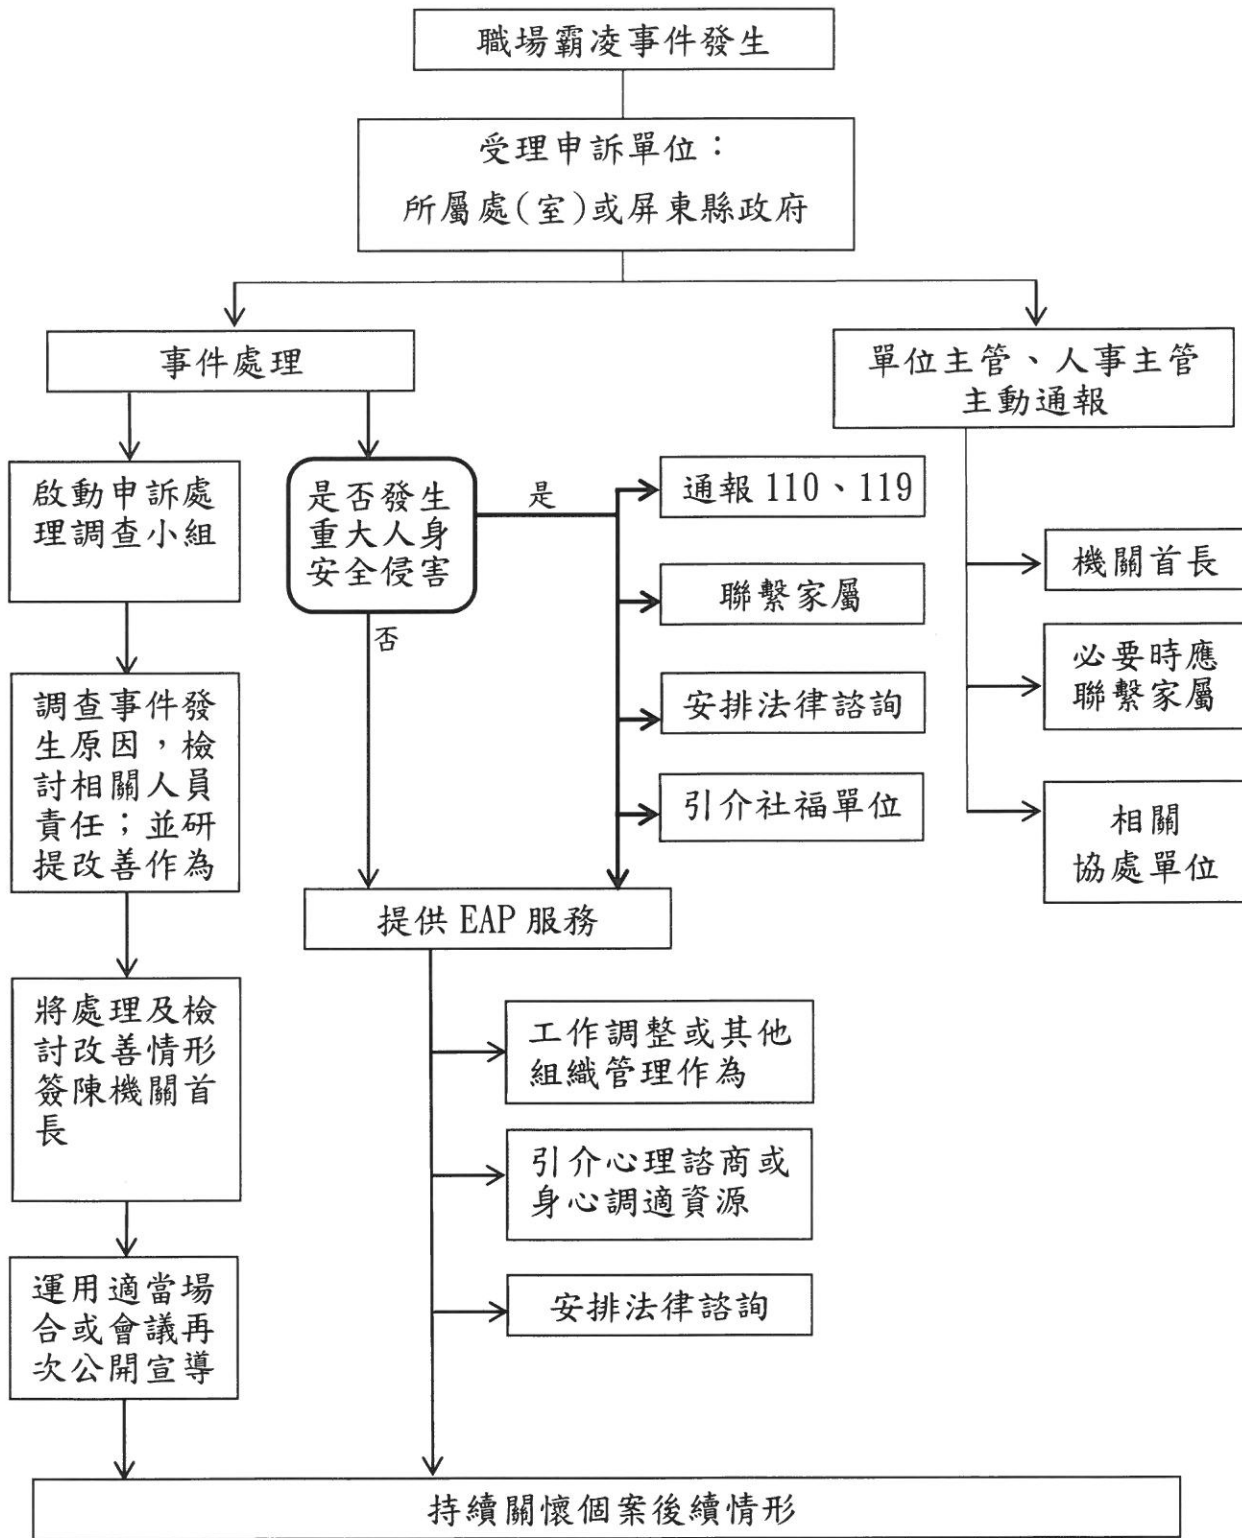 職場霸凌事件發生
受理申訴單位：
所屬處(室)或屏東縣政府
事件處理
單位主管、人事主管
主動通報
啟動申訴處
理調查小組
是否發生
重大人身
安全侵害
是
否
通報 110、119
聯繫家屬
安排法律諮詢
引介社福單位
機關首長
必要時應
聯繫家屬
相關
協處單位
調查事件發
生原因，檢
討相關人員
責任；並研
提改善作為
提供 EAP 服務
將處理及檢
討改善情形
簽陳機關首
長
工作調整或其他
組織管理作為
引介心理諮商或
身心調適資源
安排法律諮詢
運用適當場
合或會議再
次公開宣導
持續關懷個案後續情形